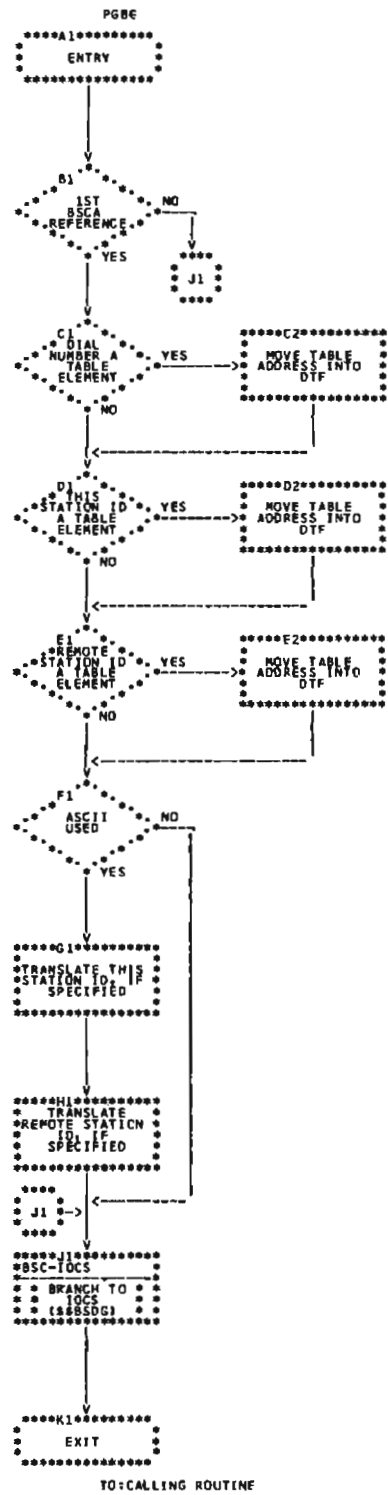 PGBE
A1
ENTRY
B1
1ST
BSCA
REFERENCE
NO
YES
J1
C1
DIAL
NUMBER A
TABLE
ELEMENT
YES
NO
C2
MOVE TABLE
ADDRESS INTO
DTF
D1
THIS
STATION ID
A TABLE
ELEMENT
YES
NO
D2
MOVE TABLE
ADDRESS INTO
DTF
E1
REMOTE
STATION ID
A TABLE
ELEMENT
YES
NO
E2
MOVE TABLE
ADDRESS INTO
DTF
F1
ASCII
USED
NO
YES
G1
TRANSLATE THIS
STATION ID, IF
SPECIFIED
H1
TRANSLATE
REMOTE STATION
ID, IF
SPECIFIED
J1
J1
BSC-IOCS
BRANCH TO
IOCS
($$BSDG)
K1
EXIT
TO:CALLING ROUTINE